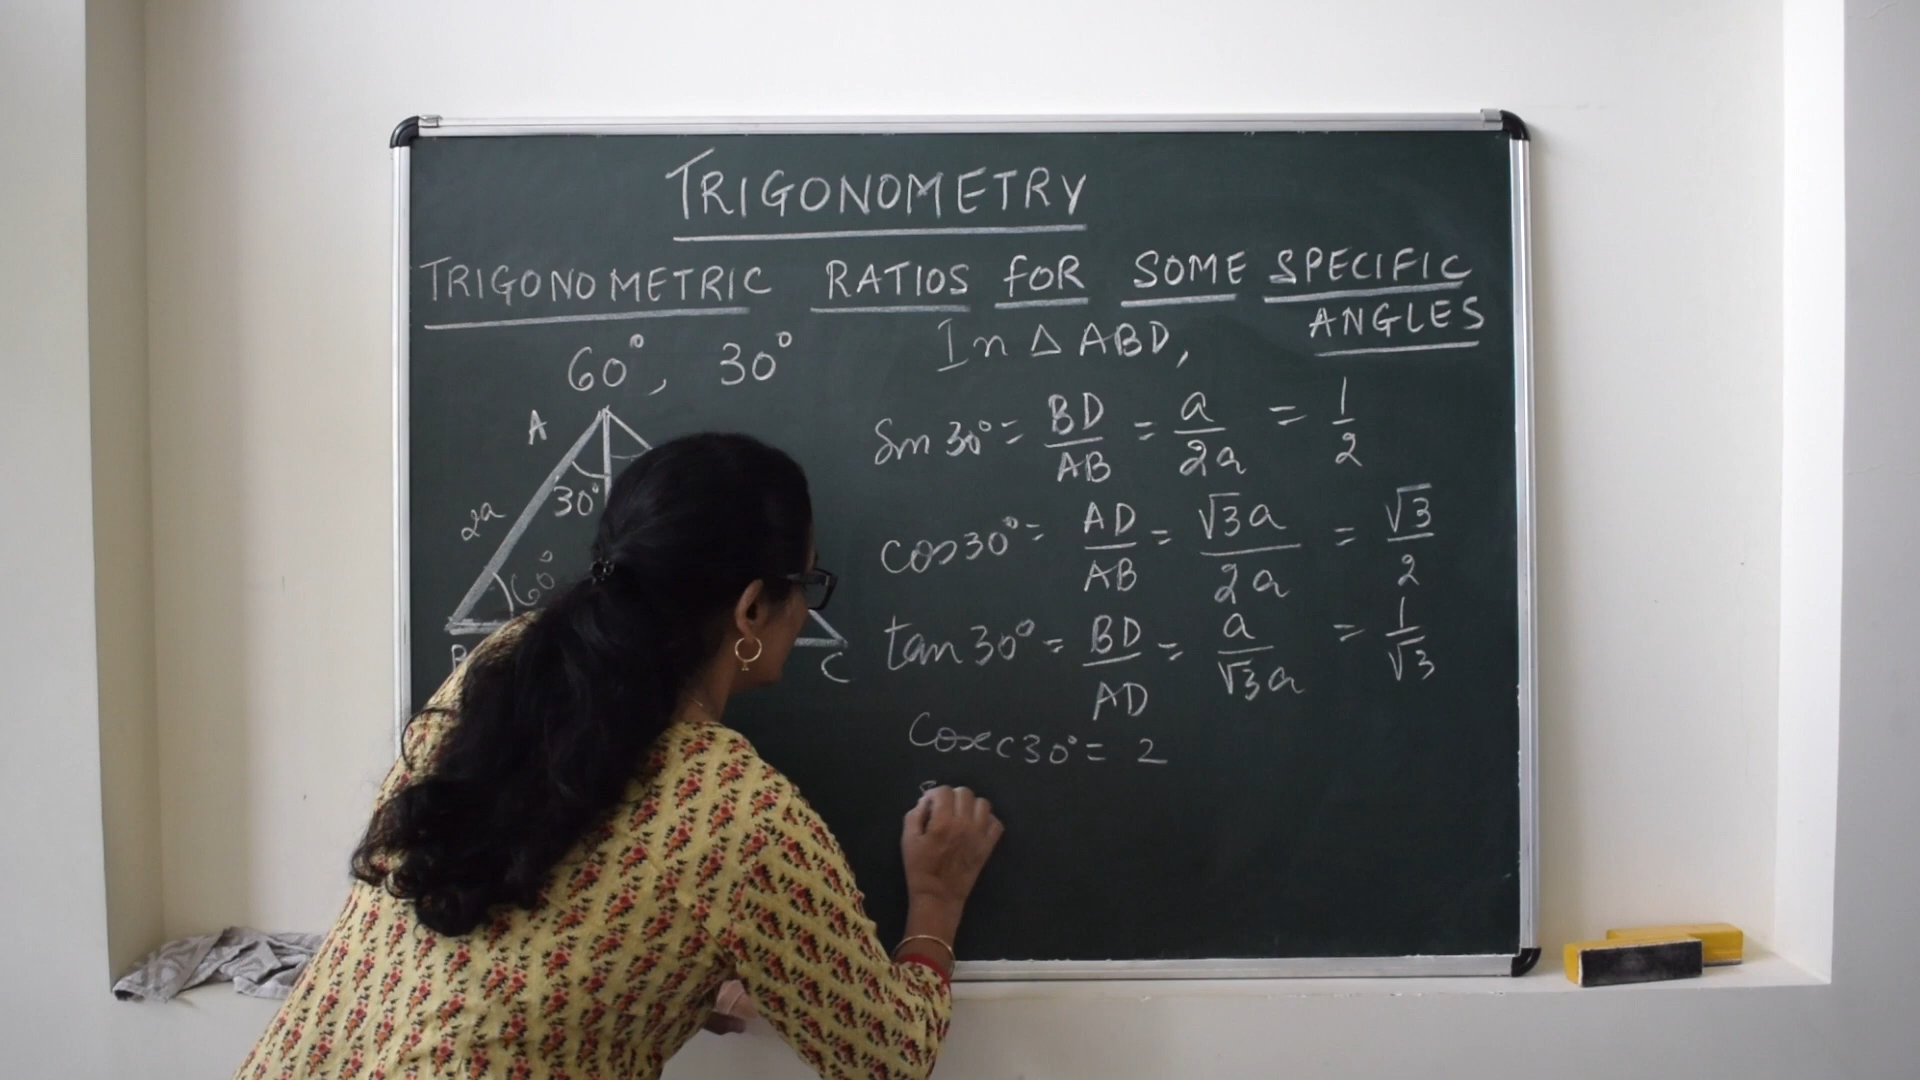 TRIGONOMETRY
TRIGONOMETRIC RATIOS FOR SOME SPECIFIC
ANGLES
60°, 30°
In △ ABD,
A
30°
2a
60°
C
Sin 30° = BD/AB = a/2a = 1/2
cos 30° = AD/AB = √3a/2a = √3/2
tan 30° = BD/AD = a/√3a = 1/√3
Cosec 30° = 2